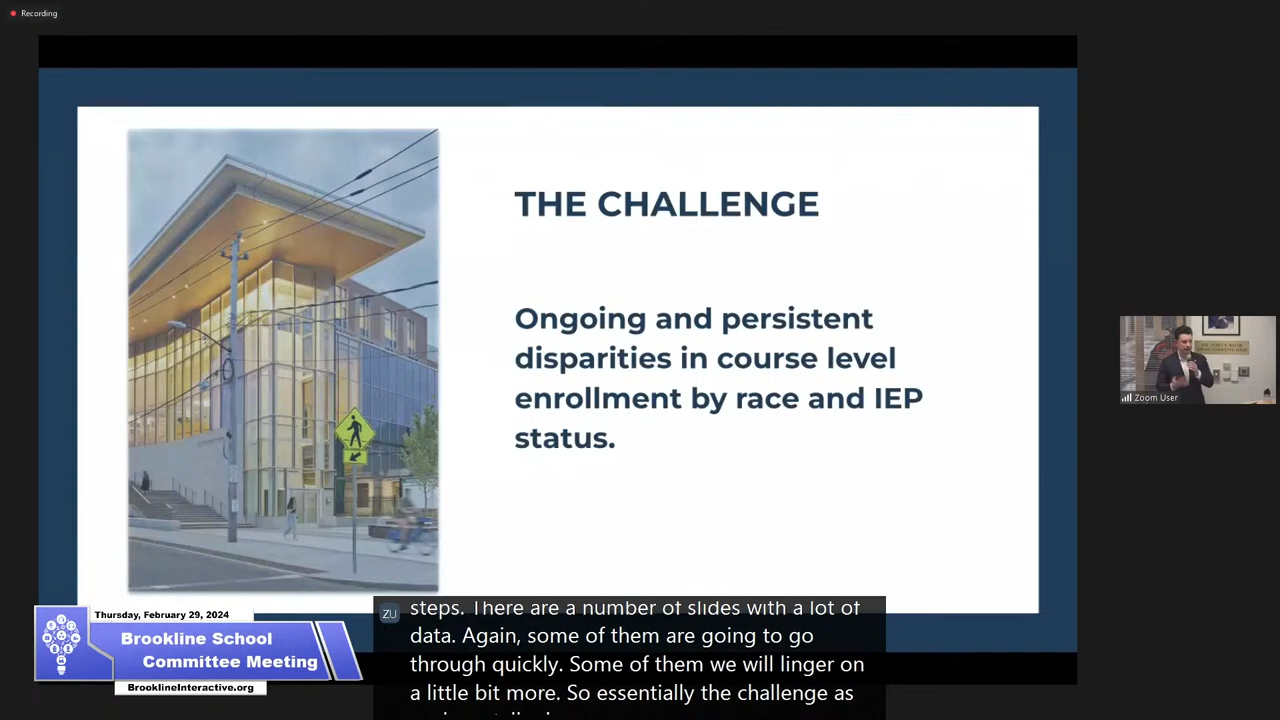 Recording
THE CHALLENGE
Ongoing and persistent
disparities in course level
enrollment by race and IEP
status.
Zoom User
Thursday, February 29, 2024
Brookline School
Committee Meeting
BrooklineInteractive.org
ZU
steps. There are a number of slides with a lot of
data. Again, some of them are going to go
through quickly. Some of them we will linger on
a little bit more. So essentially the challenge as